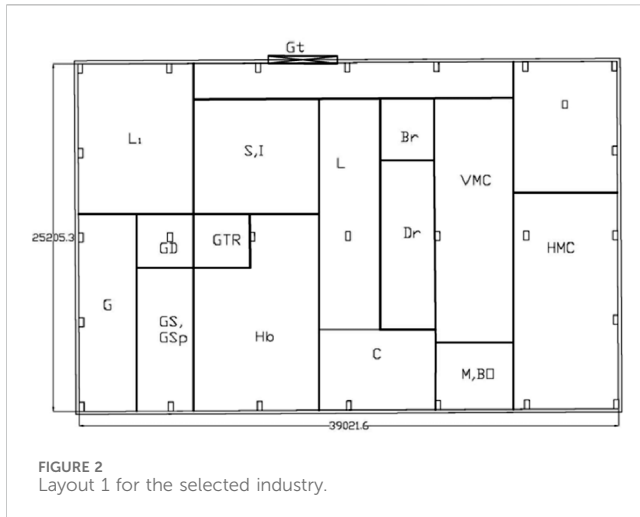 Gt
L1
S,I
L
Br
VMC
O
25205.3
GD
GTR
Dr
HMC
G
GS,
GSp
Hb
C
M,BO
39021.6
FIGURE 2
Layout 1 for the selected industry.